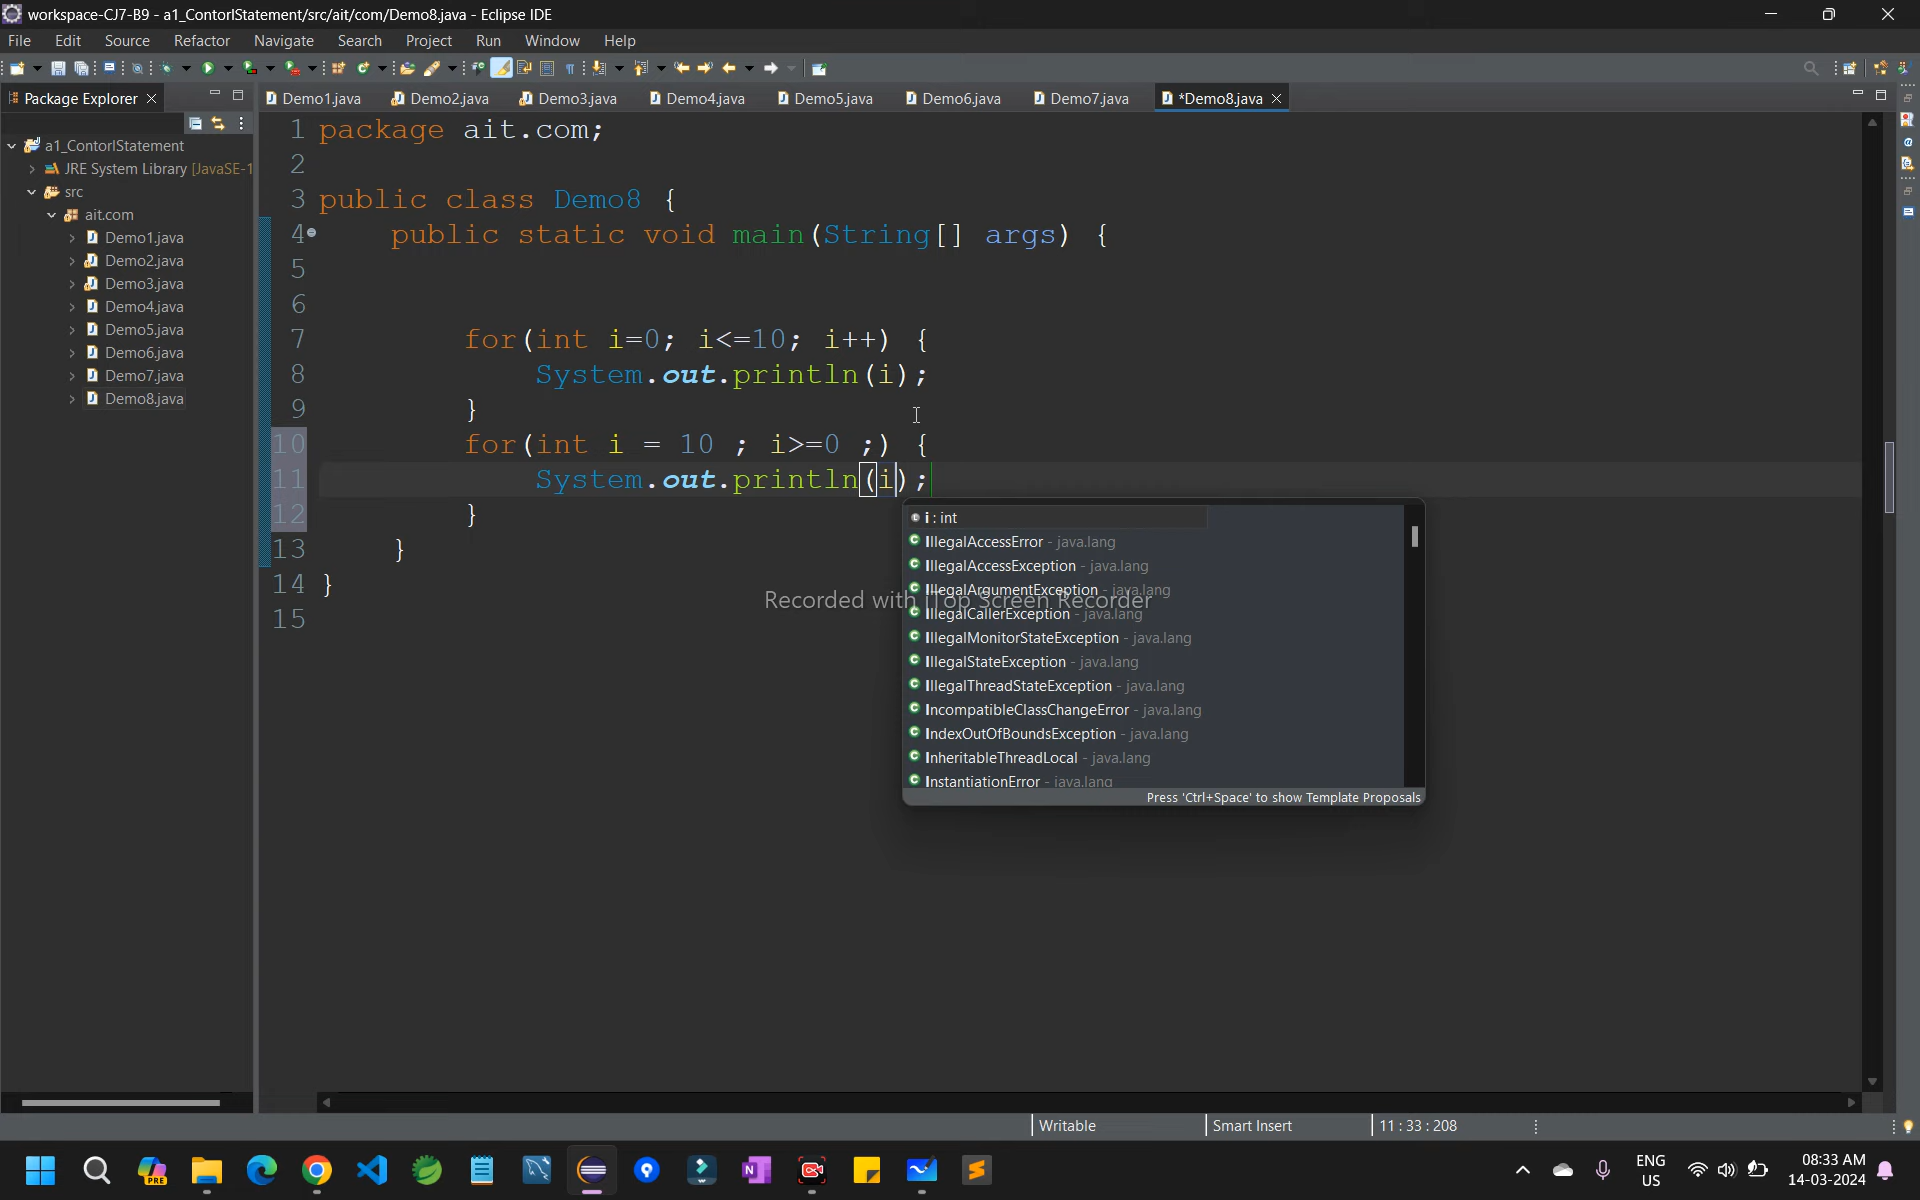 workspace-CJ7-B9 - a1_ContorlStatement/src/ait/com/Demo8.java - Eclipse IDE
File Edit Source Refactor Navigate Search Project Run Window Help
Package Explorer
Demo1.java Demo2.java Demo3.java Demo4.java Demo5.java Demo6.java Demo7.java *Demo8.java
a1_ContorlStatement
JRE System Library [JavaSE-1
src
ait.com
Demo1.java
Demo2.java
Demo3.java
Demo4.java
Demo5.java
Demo6.java
Demo7.java
Demo8.java
1 package ait.com;
2
3 public class Demo8 {
4 public static void main(String[] args) {
5
6
7 for(int i=0; i<=10; i++) {
8 System.out.println(i);
9 }
10 for(int i = 10 ; i>=0 ;) {
11 System.out.println(i);
12 }
13 }
14 }
15
i : int
IllegalAccessError - java.lang
IllegalAccessException - java.lang
IllegalArgumentException - java.lang
IllegalCallerException - java.lang
IllegalMonitorStateException - java.lang
IllegalStateException - java.lang
IllegalThreadStateException - java.lang
IncompatibleClassChangeError - java.lang
IndexOutOfBoundsException - java.lang
InheritableThreadLocal - java.lang
InstantiationError - java.lang
Press 'Ctrl+Space' to show Template Proposals
Recorded with iTop Screen Recorder
Writable Smart Insert 11 : 33 : 208
PRE
ENG
US
08:33 AM
14-03-2024